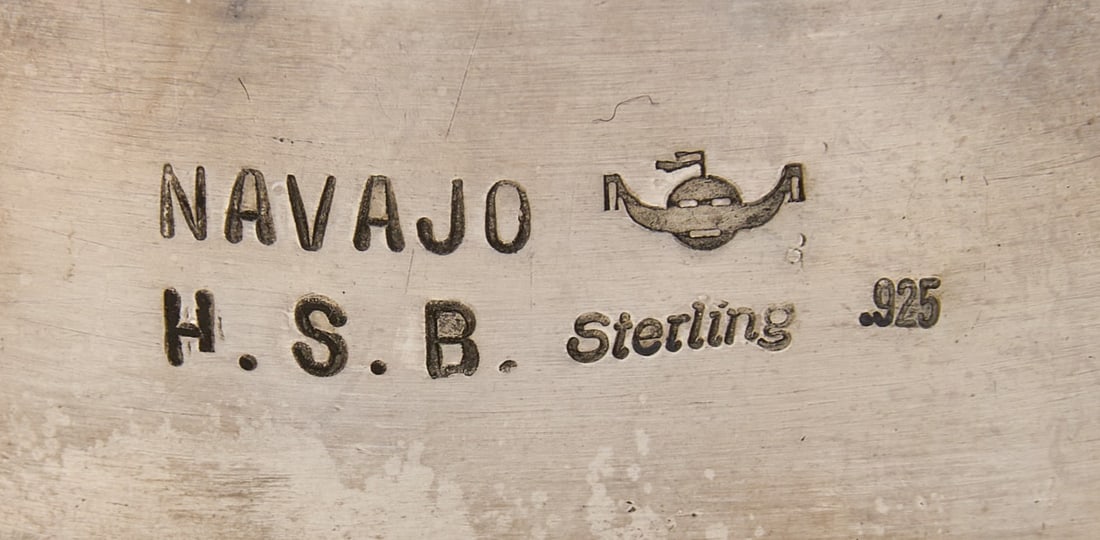 NAVAJO
H.S.B. Sterling .925